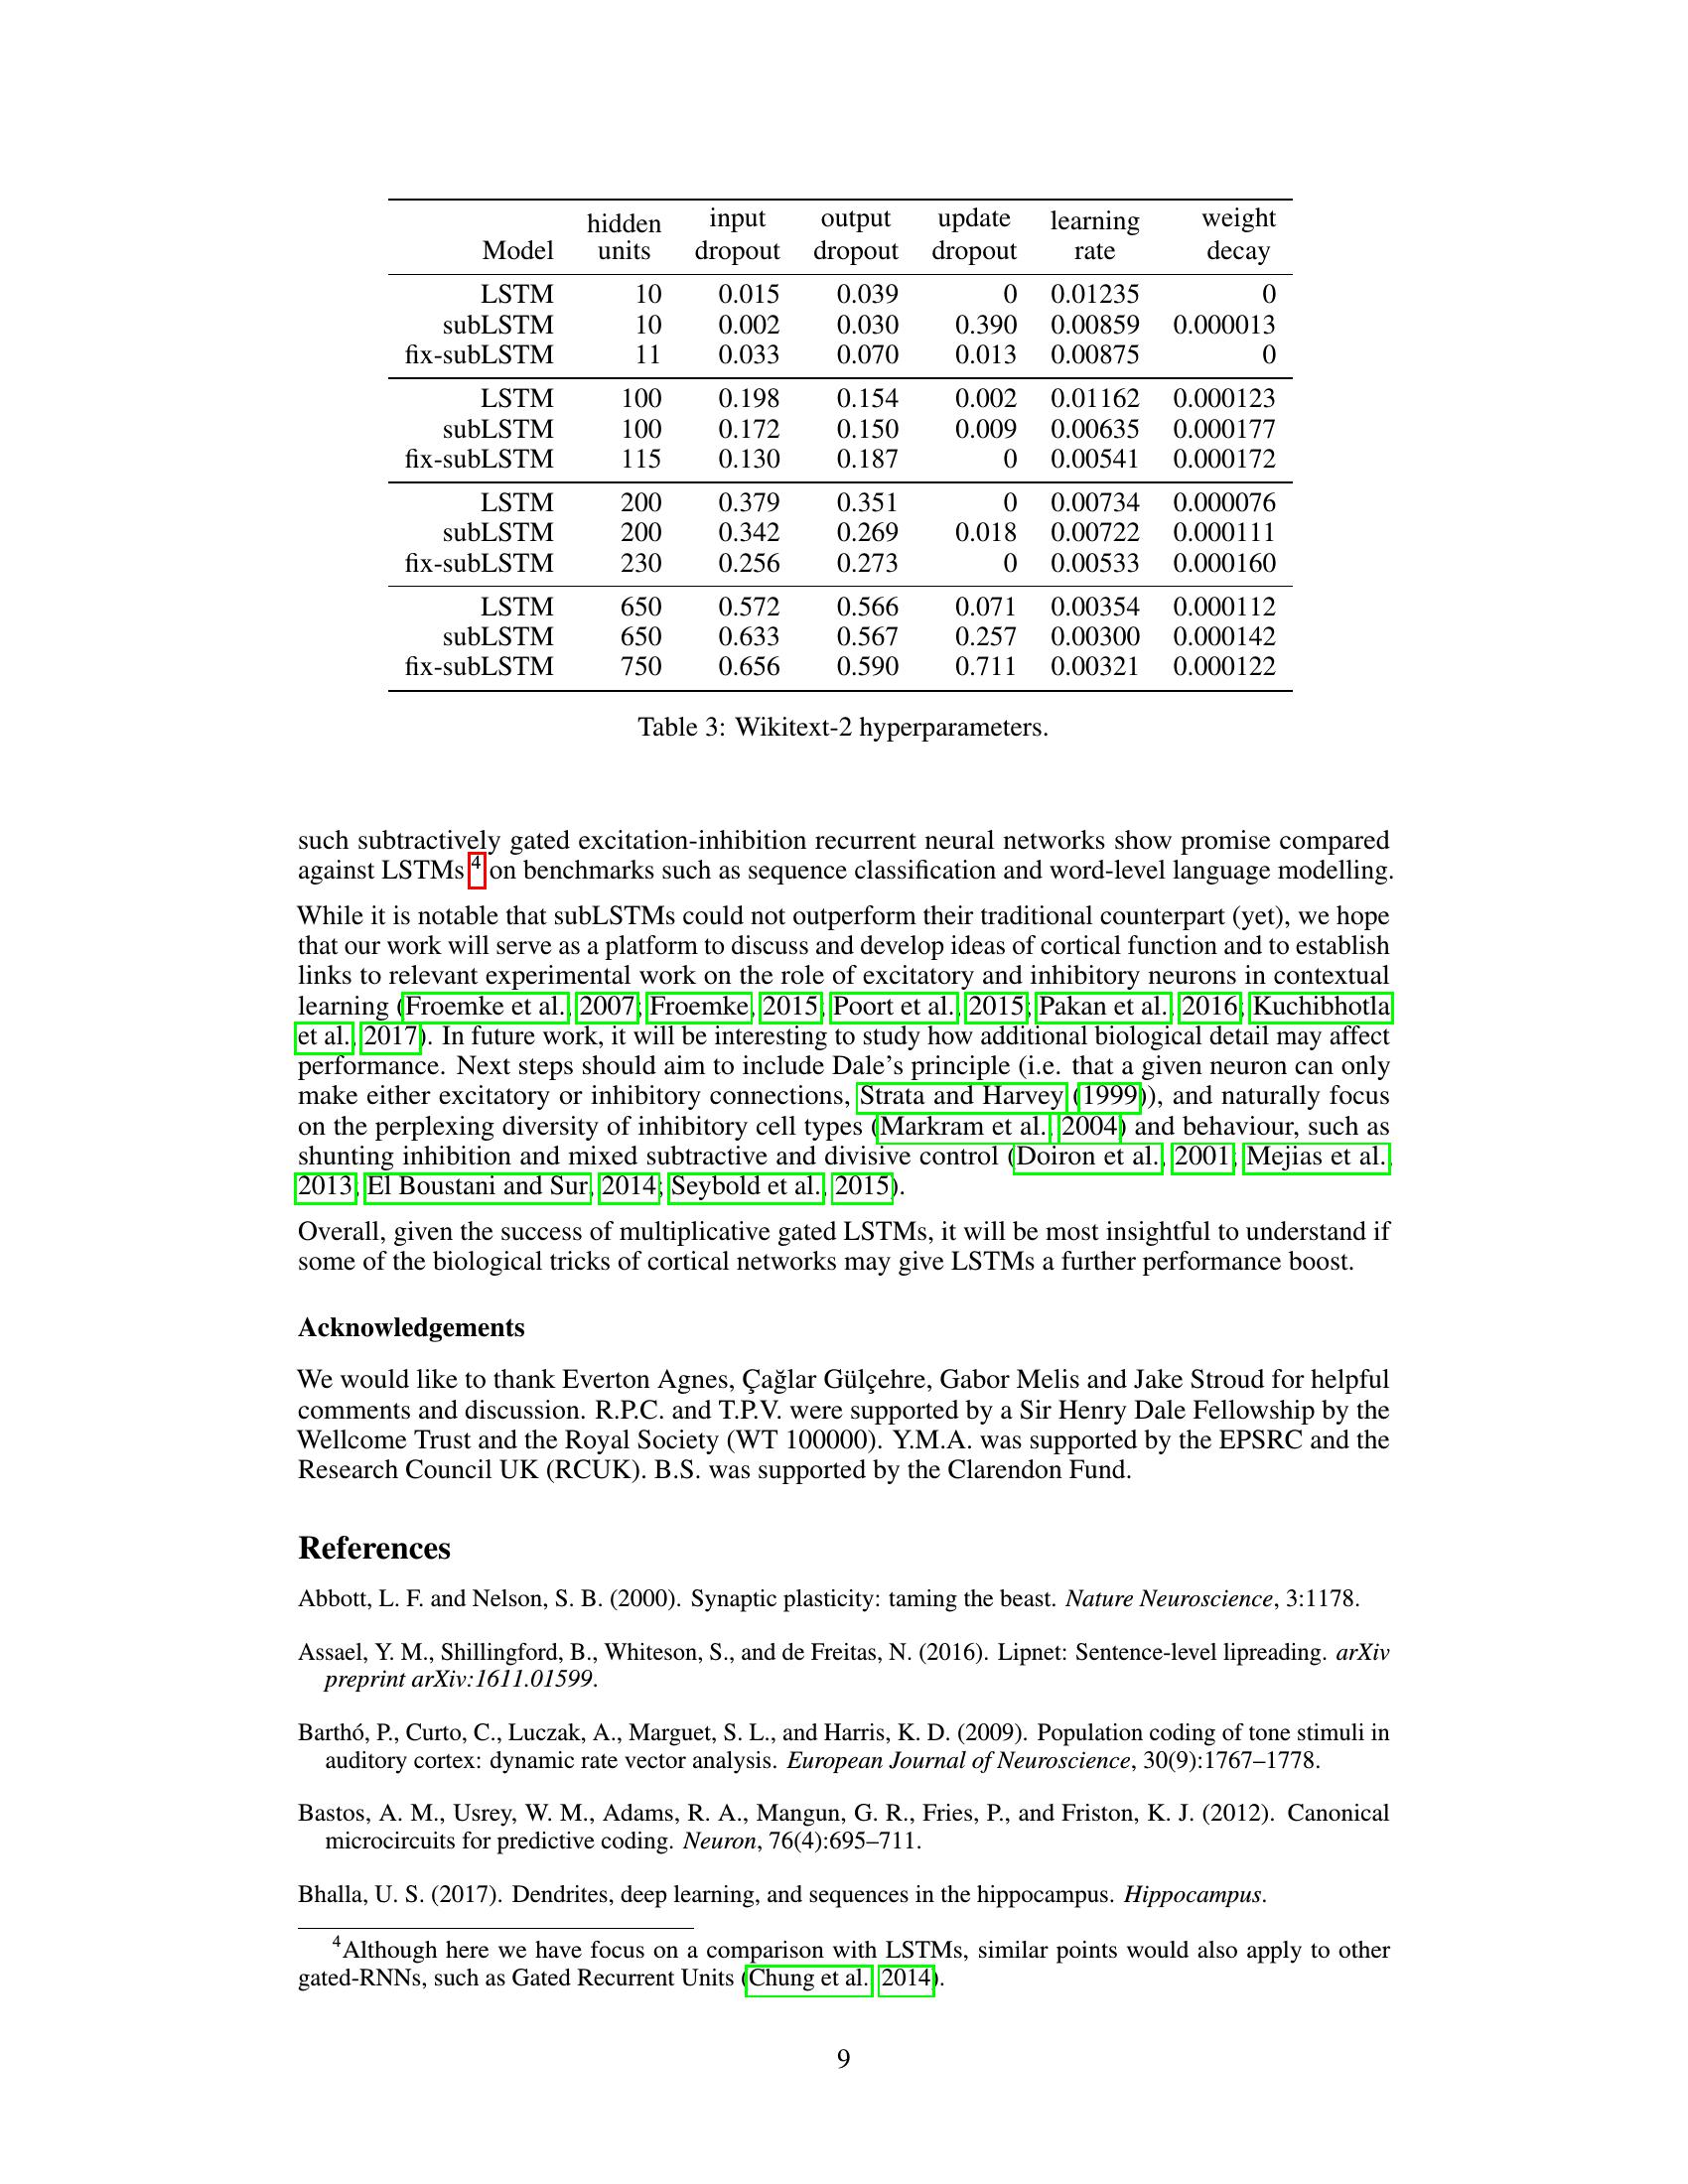 Model hidden units input dropout output dropout update dropout learning rate weight decay
LSTM 10 0.015 0.039 0 0.01235 0
subLSTM 10 0.002 0.030 0.390 0.00859 0.000013
fix-subLSTM 11 0.033 0.070 0.013 0.00875 0
LSTM 100 0.198 0.154 0.002 0.01162 0.000123
subLSTM 100 0.172 0.150 0.009 0.00635 0.000177
fix-subLSTM 115 0.130 0.187 0 0.00541 0.000172
LSTM 200 0.379 0.351 0 0.00734 0.000076
subLSTM 200 0.342 0.269 0.018 0.00722 0.000111
fix-subLSTM 230 0.256 0.273 0 0.00533 0.000160
LSTM 650 0.572 0.566 0.071 0.00354 0.000112
subLSTM 650 0.633 0.567 0.257 0.00300 0.000142
fix-subLSTM 750 0.656 0.590 0.711 0.00321 0.000122
Table 3: Wikitext-2 hyperparameters.
such subtractively gated excitation-inhibition recurrent neural networks show promise compared
against LSTMs 4 on benchmarks such as sequence classification and word-level language modelling.
While it is notable that subLSTMs could not outperform their traditional counterpart (yet), we hope
that our work will serve as a platform to discuss and develop ideas of cortical function and to establish
links to relevant experimental work on the role of excitatory and inhibitory neurons in contextual
learning (Froemke et al., 2007; Froemke, 2015; Poort et al., 2015; Pakan et al., 2016; Kuchibhotla
et al., 2017). In future work, it will be interesting to study how additional biological detail may affect
performance. Next steps should aim to include Dale's principle (i.e. that a given neuron can only
make either excitatory or inhibitory connections, Strata and Harvey (1999)), and naturally focus
on the perplexing diversity of inhibitory cell types (Markram et al., 2004) and behaviour, such as
shunting inhibition and mixed subtractive and divisive control (Doiron et al., 2001; Mejias et al.,
2013; El Boustani and Sur, 2014; Seybold et al., 2015).
Overall, given the success of multiplicative gated LSTMs, it will be most insightful to understand if
some of the biological tricks of cortical networks may give LSTMs a further performance boost.
Acknowledgements
We would like to thank Everton Agnes, Çağlar Gülçehre, Gabor Melis and Jake Stroud for helpful
comments and discussion. R.P.C. and T.P.V. were supported by a Sir Henry Dale Fellowship by the
Wellcome Trust and the Royal Society (WT 100000). Y.M.A. was supported by the EPSRC and the
Research Council UK (RCUK). B.S. was supported by the Clarendon Fund.
References
Abbott, L. F. and Nelson, S. B. (2000). Synaptic plasticity: taming the beast. Nature Neuroscience, 3:1178.
Assael, Y. M., Shillingford, B., Whiteson, S., and de Freitas, N. (2016). Lipnet: Sentence-level lipreading. arXiv
preprint arXiv:1611.01599.
Barthó, P., Curto, C., Luczak, A., Marguet, S. L., and Harris, K. D. (2009). Population coding of tone stimuli in
auditory cortex: dynamic rate vector analysis. European Journal of Neuroscience, 30(9):1767–1778.
Bastos, A. M., Usrey, W. M., Adams, R. A., Mangun, G. R., Fries, P., and Friston, K. J. (2012). Canonical
microcircuits for predictive coding. Neuron, 76(4):695–711.
Bhalla, U. S. (2017). Dendrites, deep learning, and sequences in the hippocampus. Hippocampus.
4Although here we have focus on a comparison with LSTMs, similar points would also apply to other
gated-RNNs, such as Gated Recurrent Units (Chung et al., 2014).
9